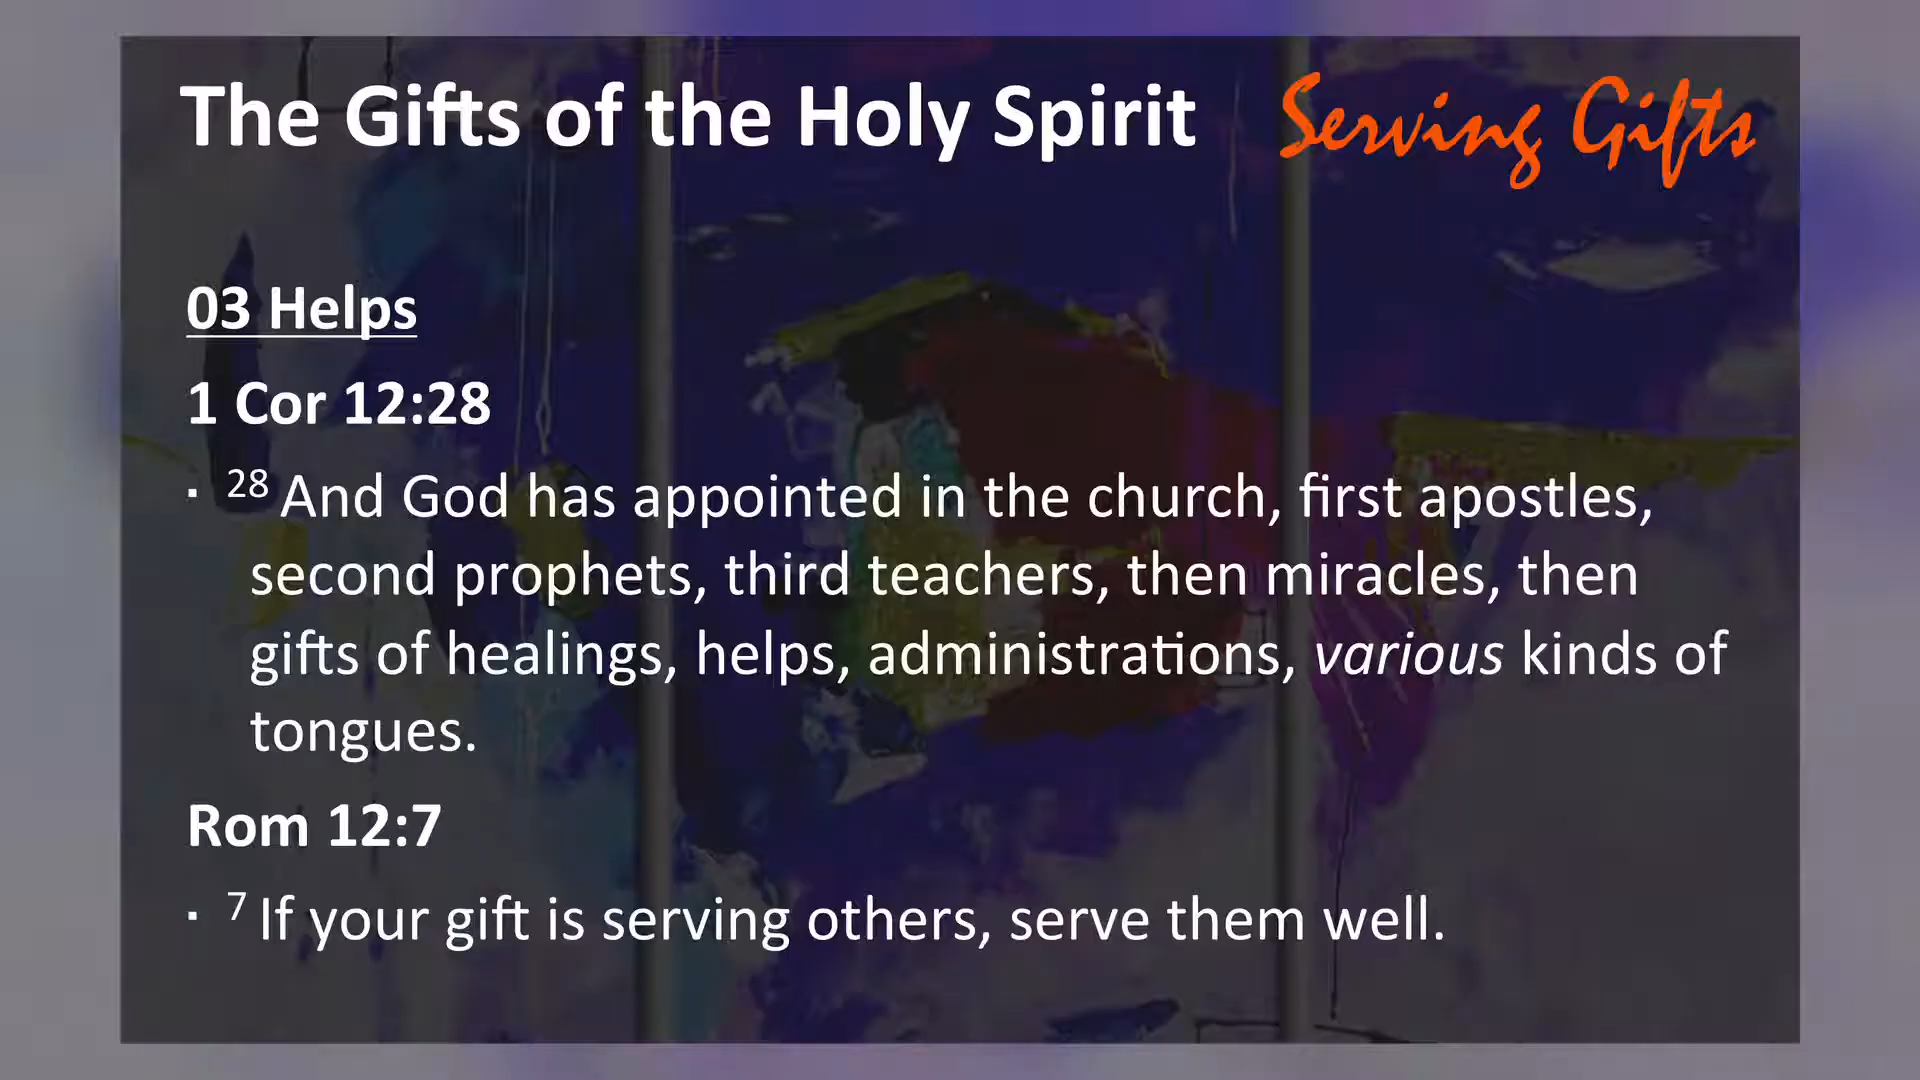 The Gifts of the Holy Spirit
Serving Gifts
03 Helps
1 Cor 12:28
▪ 28 And God has appointed in the church, first apostles,
second prophets, third teachers, then miracles, then
gifts of healings, helps, administrations, various kinds of
tongues.
Rom 12:7
▪ 7 If your gift is serving others, serve them well.